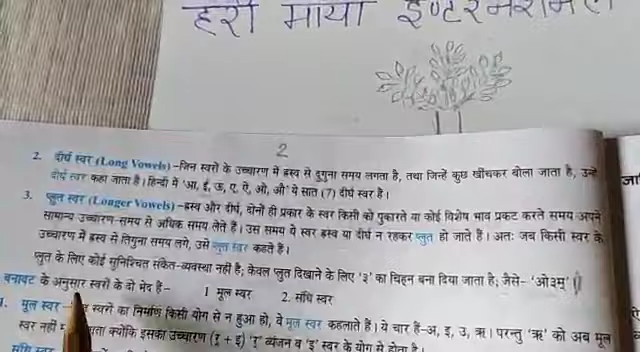 हरी माया इण्टरनेशनल
2
2. दीर्घ स्वर (Long Vowels)–जिन स्वरों के उच्चारण में ह्रस्व से दुगुना समय लगता है, तथा जिन्हें कुछ खींचकर बोला जाता है, उन्हें
दीर्घ स्वर कहा जाता है। हिन्दी में 'आ, ई, ऊ, ए, ऐ, ओ, औ' ये सात (7) दीर्घ स्वर हैं।
3. प्लुत स्वर (Longer Vowels)–ह्रस्व और दीर्घ, दोनों ही प्रकार के स्वर किसी को पुकारते या कोई विशेष भाव प्रकट करते समय अपने
सामान्य उच्चारण-समय से अधिक समय लेते हैं। उस समय ये स्वर ह्रस्व या दीर्घ न रहकर प्लुत हो जाते हैं। अतः जब किसी स्वर के
उच्चारण में ह्रस्व से तिगुना समय लगे, उसे प्लुत स्वर कहते हैं।
प्लुत के लिए कोई सुनिश्चित संकेत-व्यवस्था नहीं है; केवल प्लुत दिखाने के लिए '३' का चिह्न बना दिया जाता है; जैसे– 'ओ३म्'
बनावट के अनुसार स्वरों के दो भेद हैं– 1 मूल स्वर 2. संधि स्वर
1. मूल स्वर– स्वरों का निर्माण किसी योग से न हुआ हो, वे मूल स्वर कहलाते हैं। ये चार हैं–अ, इ, उ, ऋ। परन्तु 'ऋ' को अब मूल
स्वर नहीं जाता क्योंकि इसका उच्चारण (र् + इ) 'र्' व्यंजन व 'इ' स्वर के योग से होता है।
संधि स्वर